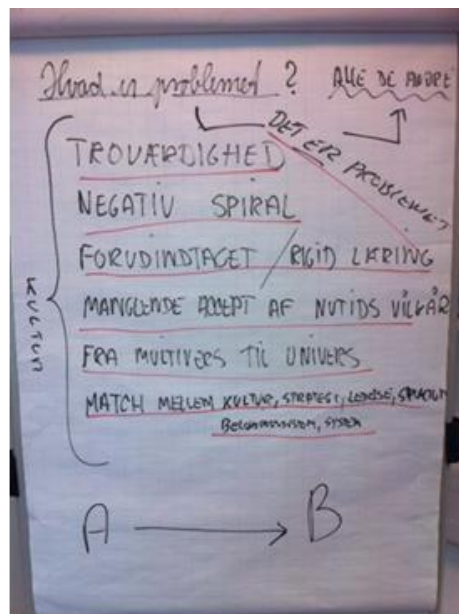 Hvad er problemet? ALLE DE ANDRE
DET ER PROBLEMET
TROVÆRDIGHED
NEGATIV SPIRAL
FORUDINDTAGET / RIGID LÆRING
MANGLENDE ACCEPT AF NUTIDS VILKÅR
FRA MULTIVERS TIL UNIVERS
MATCH MELLEM KULTUR, STRATEGI, LEDELSE, STRUKTUR
SYSTEM
KULTUR
A → B